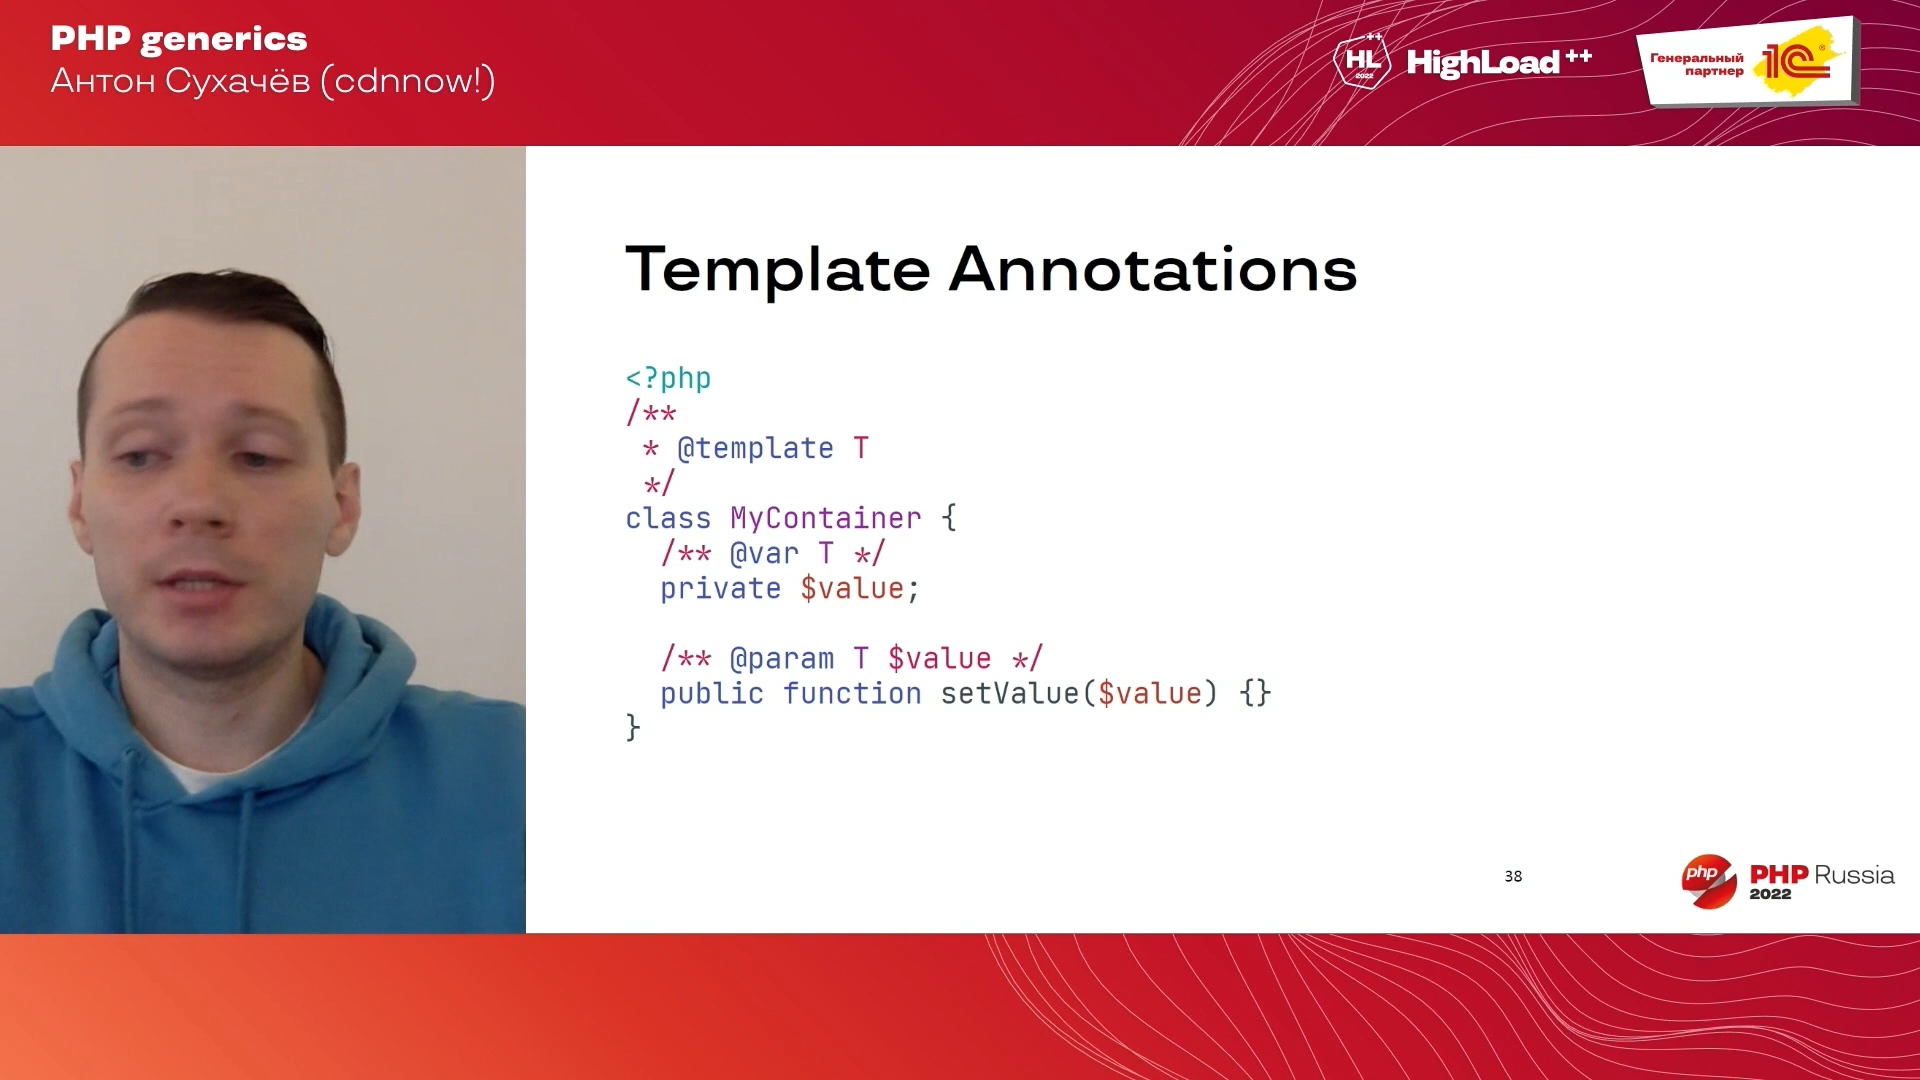 PHP generics
Антон Сухачёв (cdnnow!)
++
HL
2022
HighLoad++
Генеральный
партнер
1С®
Template Annotations
<?php
/**
 * @template T
 */
class MyContainer {
  /** @var T */
  private $value;
  /** @param T $value */
  public function setValue($value) {}
}
38
php
PHP Russia
2022